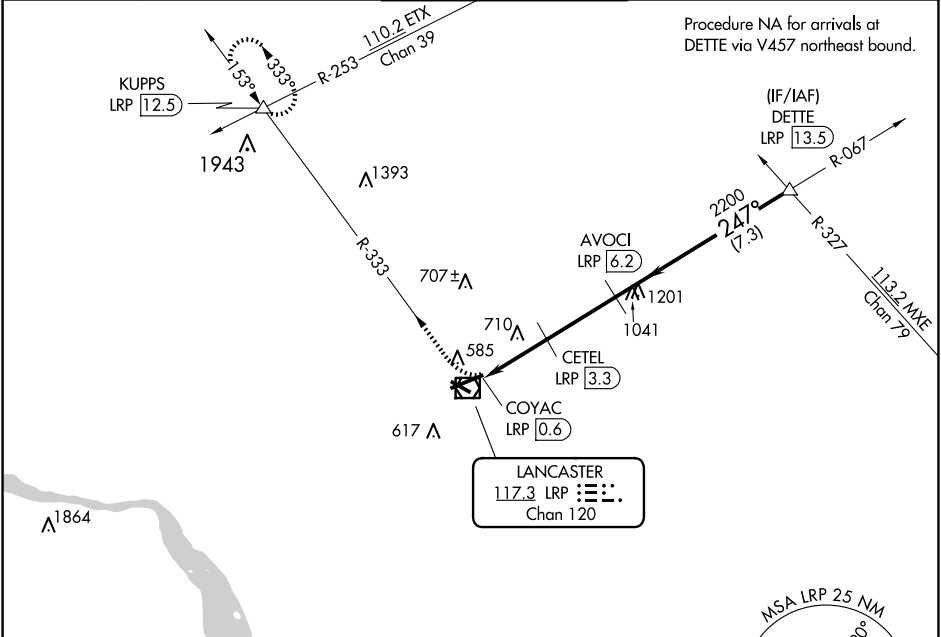 Procedure NA for arrivals at
DETTE via V457 northeast bound.
110.2 ETX
Chan 39
R-253
153°
333°
KUPPS
LRP 12.5
1943
1393
(IF/IAF)
DETTE
LRP 13.5
R-067
2200
247°
(7.3)
R-327
R-333
AVOCI
LRP 6.2
113.2 MXE
Chan 79
707±
1201
1041
710
585
CETEL
LRP 3.3
COYAC
LRP 0.6
617
LANCASTER
117.3 LRP
Chan 120
1864
MSA LRP 25 NM